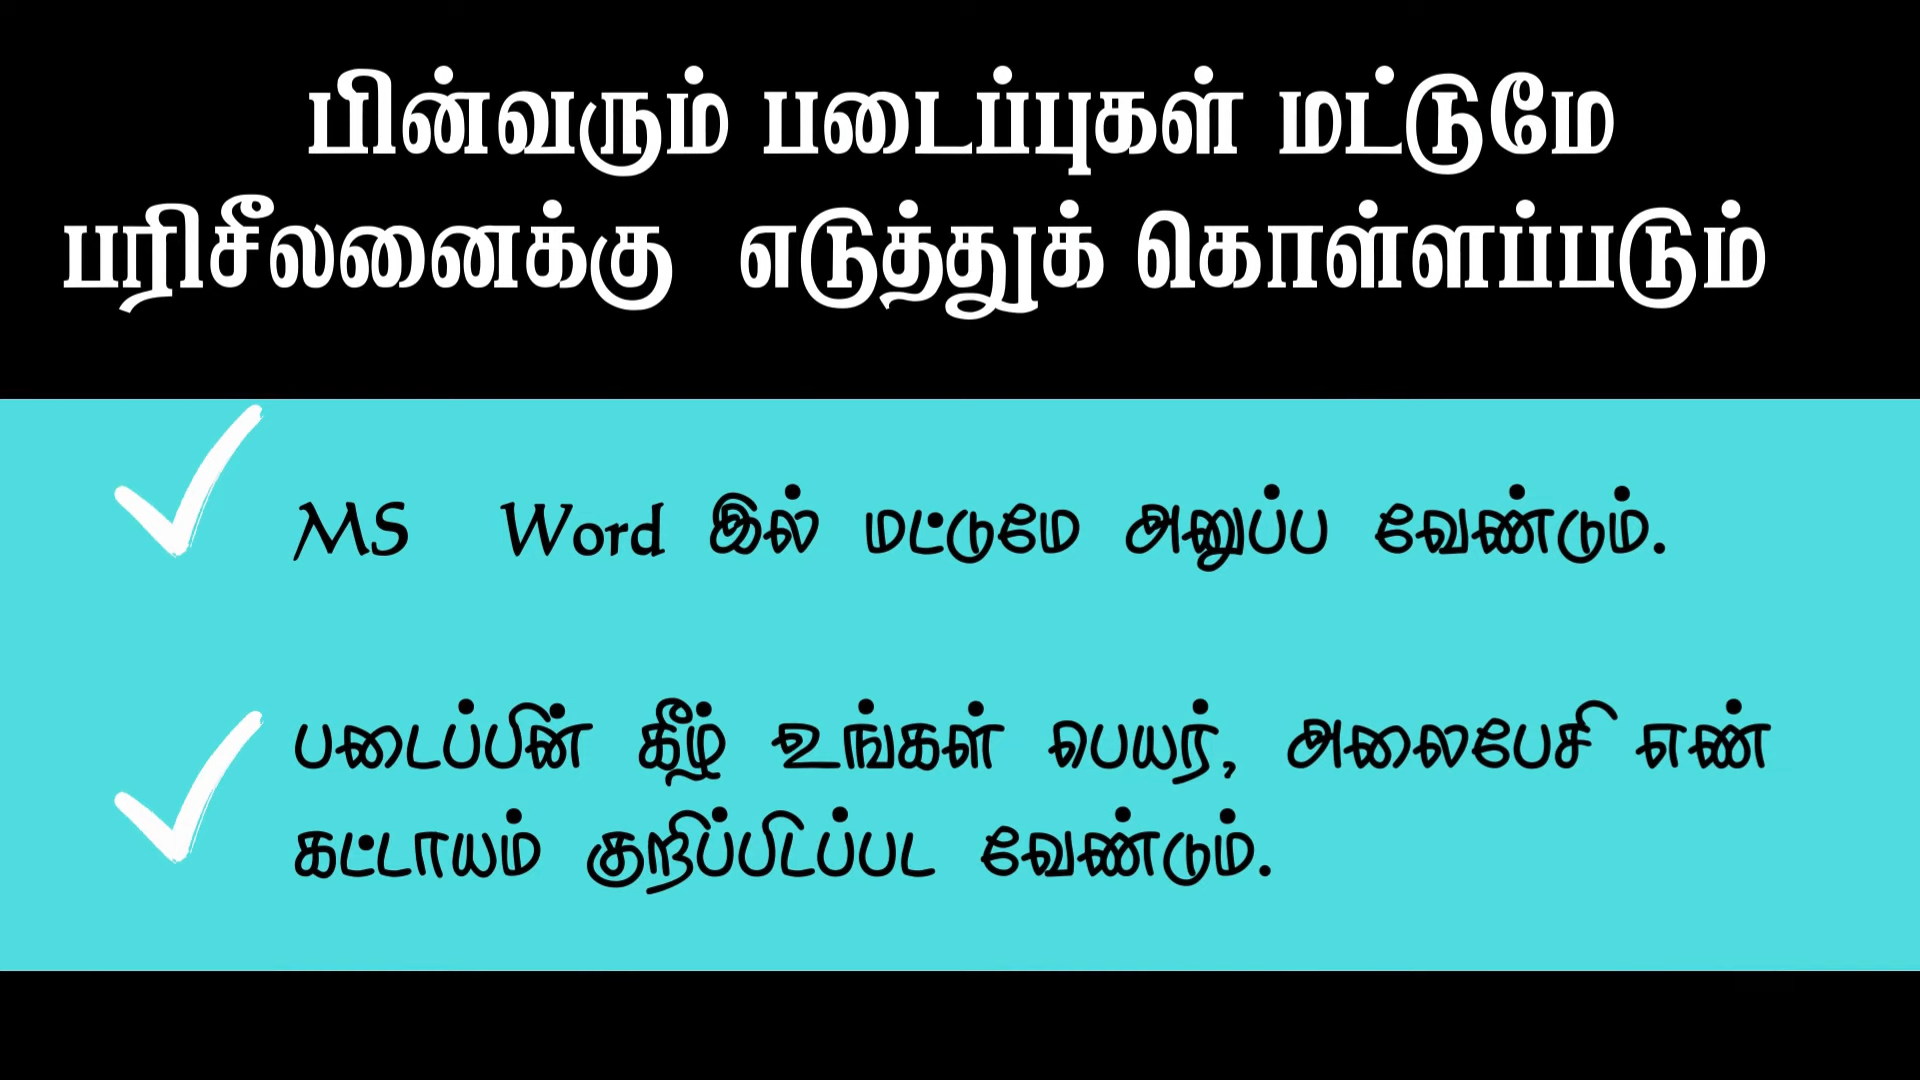 பின்வரும் படைப்புகள் மட்டுமே
பரிசீலனைக்கு எடுத்துக் கொள்ளப்படும்
MS Word இல் மட்டுமே அனுப்ப வேண்டும்.
படைப்பின் கீழ் உங்கள் பெயர், அலைபேசி எண்
கட்டாயம் குறிப்பிடப்பட வேண்டும்.